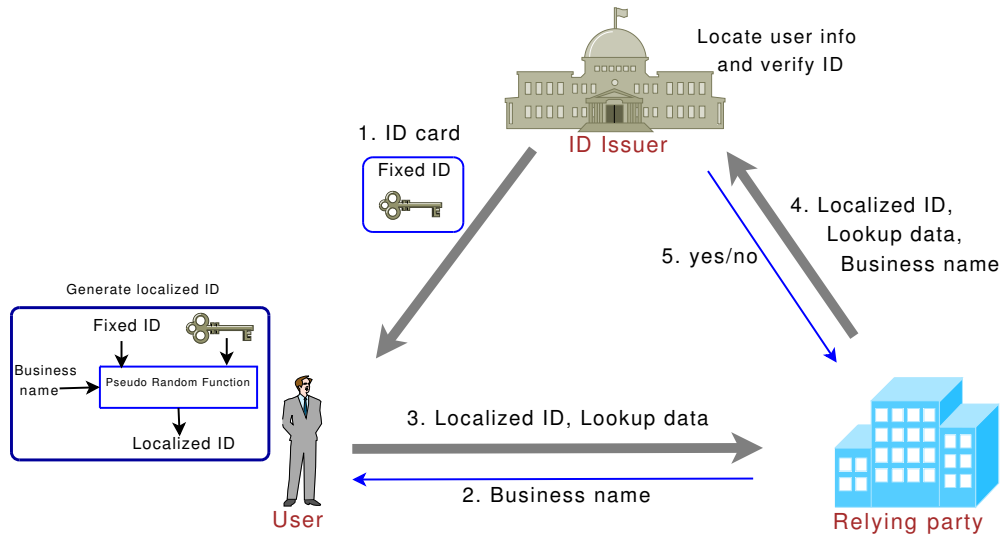 Locate user info
and verify ID
ID Issuer
1. ID card
Fixed ID
4. Localized ID,
Lookup data,
Business name
5. yes/no
Generate localized ID
Fixed ID
Business
name
Pseudo Random Function
Localized ID
3. Localized ID, Lookup data
2. Business name
User
Relying party